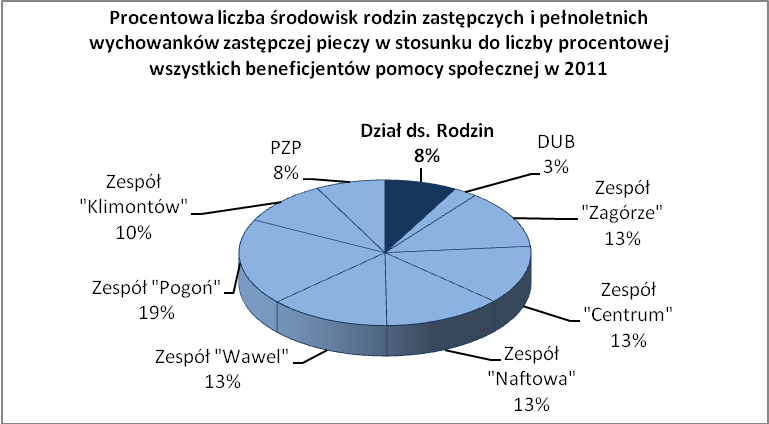 Procentowa liczba środowisk rodzin zastępczych i pełnoletnich
wychowanków zastępczej pieczy w stosunku do liczby procentowej
wszystkich beneficjentów pomocy społecznej w 2011
Dział ds. Rodzin
8%
DUB
3%
Zespół
"Zagórze"
13%
Zespół
"Centrum"
13%
Zespół
"Naftowa"
13%
Zespół "Wawel"
13%
Zespół "Pogoń"
19%
Zespół
"Klimontów"
10%
PZP
8%